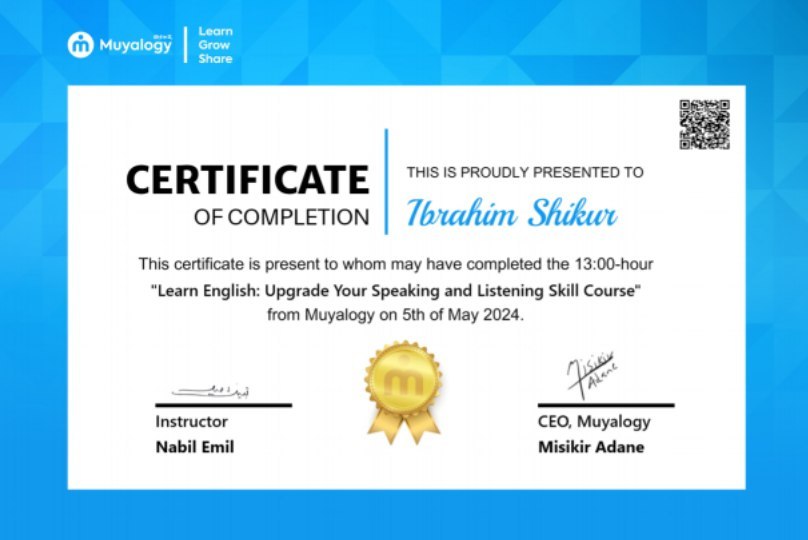 Muyalogy
Learn
Grow
Share
CERTIFICATE
OF COMPLETION
THIS IS PROUDLY PRESENTED TO
Ibrahim Shikur
This certificate is present to whom may have completed the 13:00-hour
"Learn English: Upgrade Your Speaking and Listening Skill Course"
from Muyalogy on 5th of May 2024.
Misikir
Adane
Instructor
Nabil Emil
CEO, Muyalogy
Misikir Adane